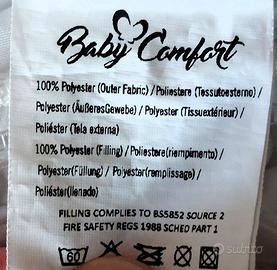 Baby Comfort
100% Polyester (Outer Fabric) /Poliestere (Tessutoesterno) /
Polyester (ÄußeresGewebe) / Polyester (Tissuextérieur) /
Poliéster (Tela externa)
100% Polyester (Filling) / Poliestere(riempimento) /
Polyester(Füllung) / Polyester(remplissage) /
Poliéster(llenado)
FILLING COMPLIES TO BS5852 SOURCE 2
FIRE SAFETY REGS 1988 SCHED PART 1
60
subito